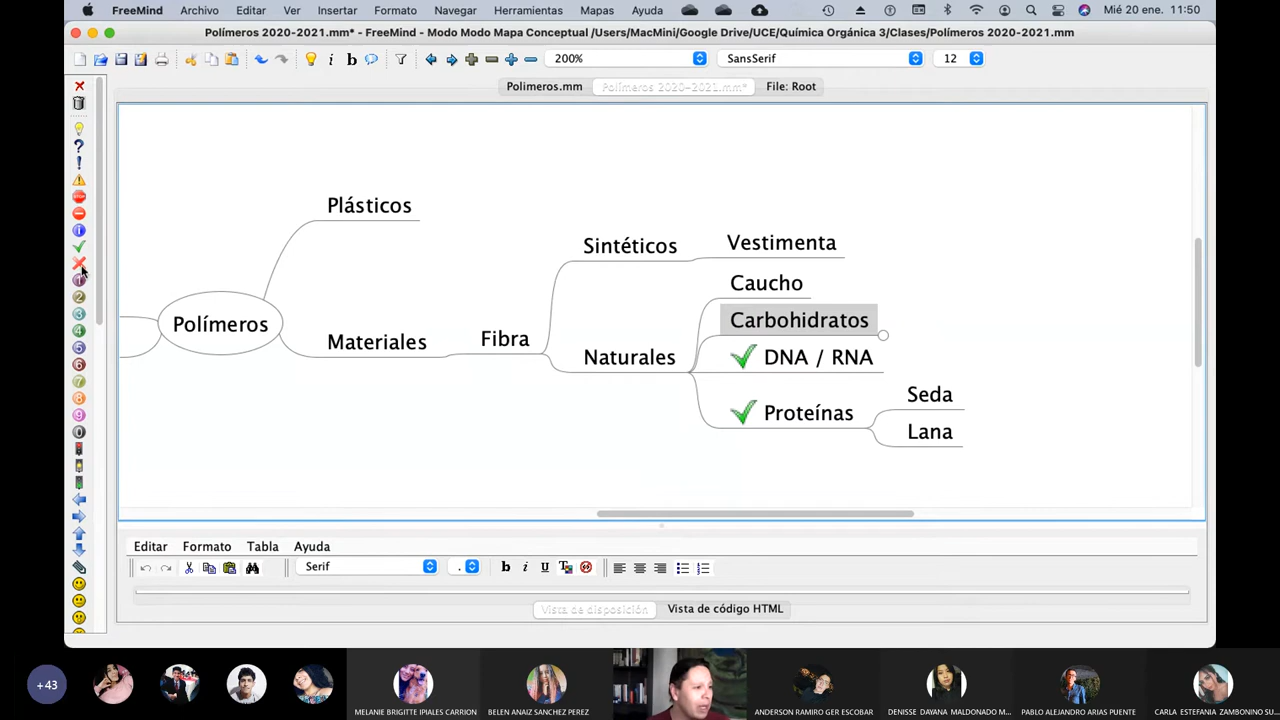 FreeMind Archivo Editar Ver Insertar Formato Navegar Herramientas Mapas Ayuda Mié 20 ene. 11:50
Polímeros 2020-2021.mm* - FreeMind - Modo Modo Mapa Conceptual /Users/MacMini/Google Drive/UCE/Química Orgánica 3/Clases/Polímeros 2020-2021.mm
200% SansSerif 12
Polimeros.mm Polímeros 2020-2021.mm* File: Root
Plásticos
Sintéticos Vestimenta
Caucho
Polímeros Carbohidratos
Materiales Fibra
Naturales DNA / RNA
Seda
Proteínas
Lana
Editar Formato Tabla Ayuda
Serif . b i U
Vista de disposición Vista de código HTML
+43
MELANIE BRIGITTE IPIALES CARRION BELEN ANAIZ SANCHEZ PEREZ ANDERSON RAMIRO GER ESCOBAR DENISSE DAYANA MALDONADO M... PABLO ALEJANDRO ARIAS PUENTE CARLA ESTEFANIA ZAMBONINO SU...